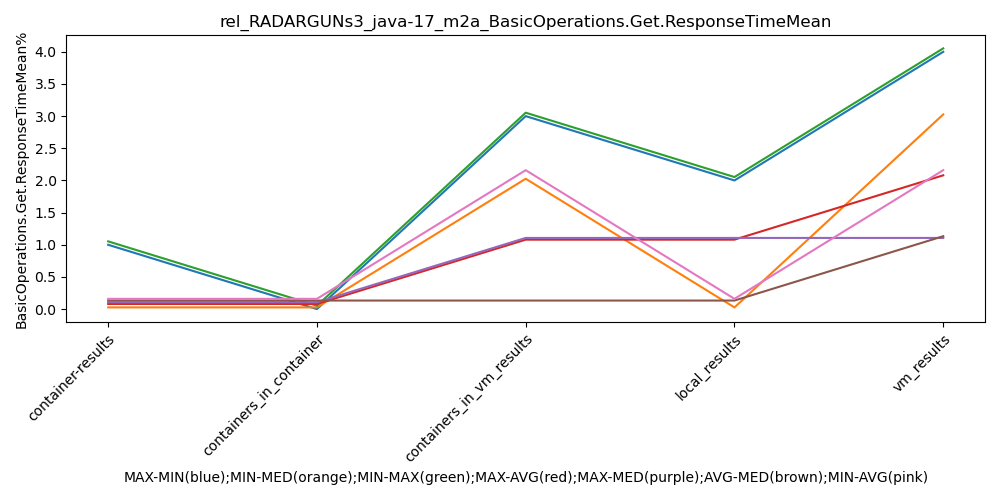 rel_RADARGUNs3_java-17_m2a_BasicOperations.Get.ResponseTimeMean
BasicOperations.Get.ResponseTimeMean%
4.0
3.5
3.0
2.5
2.0
1.5
1.0
0.5
0.0
container-results
containers_in_container
containers_in_vm_results
local_results
vm_results
MAX-MIN(blue);MIN-MED(orange);MIN-MAX(green);MAX-AVG(red);MAX-MED(purple);AVG-MED(brown);MIN-AVG(pink)